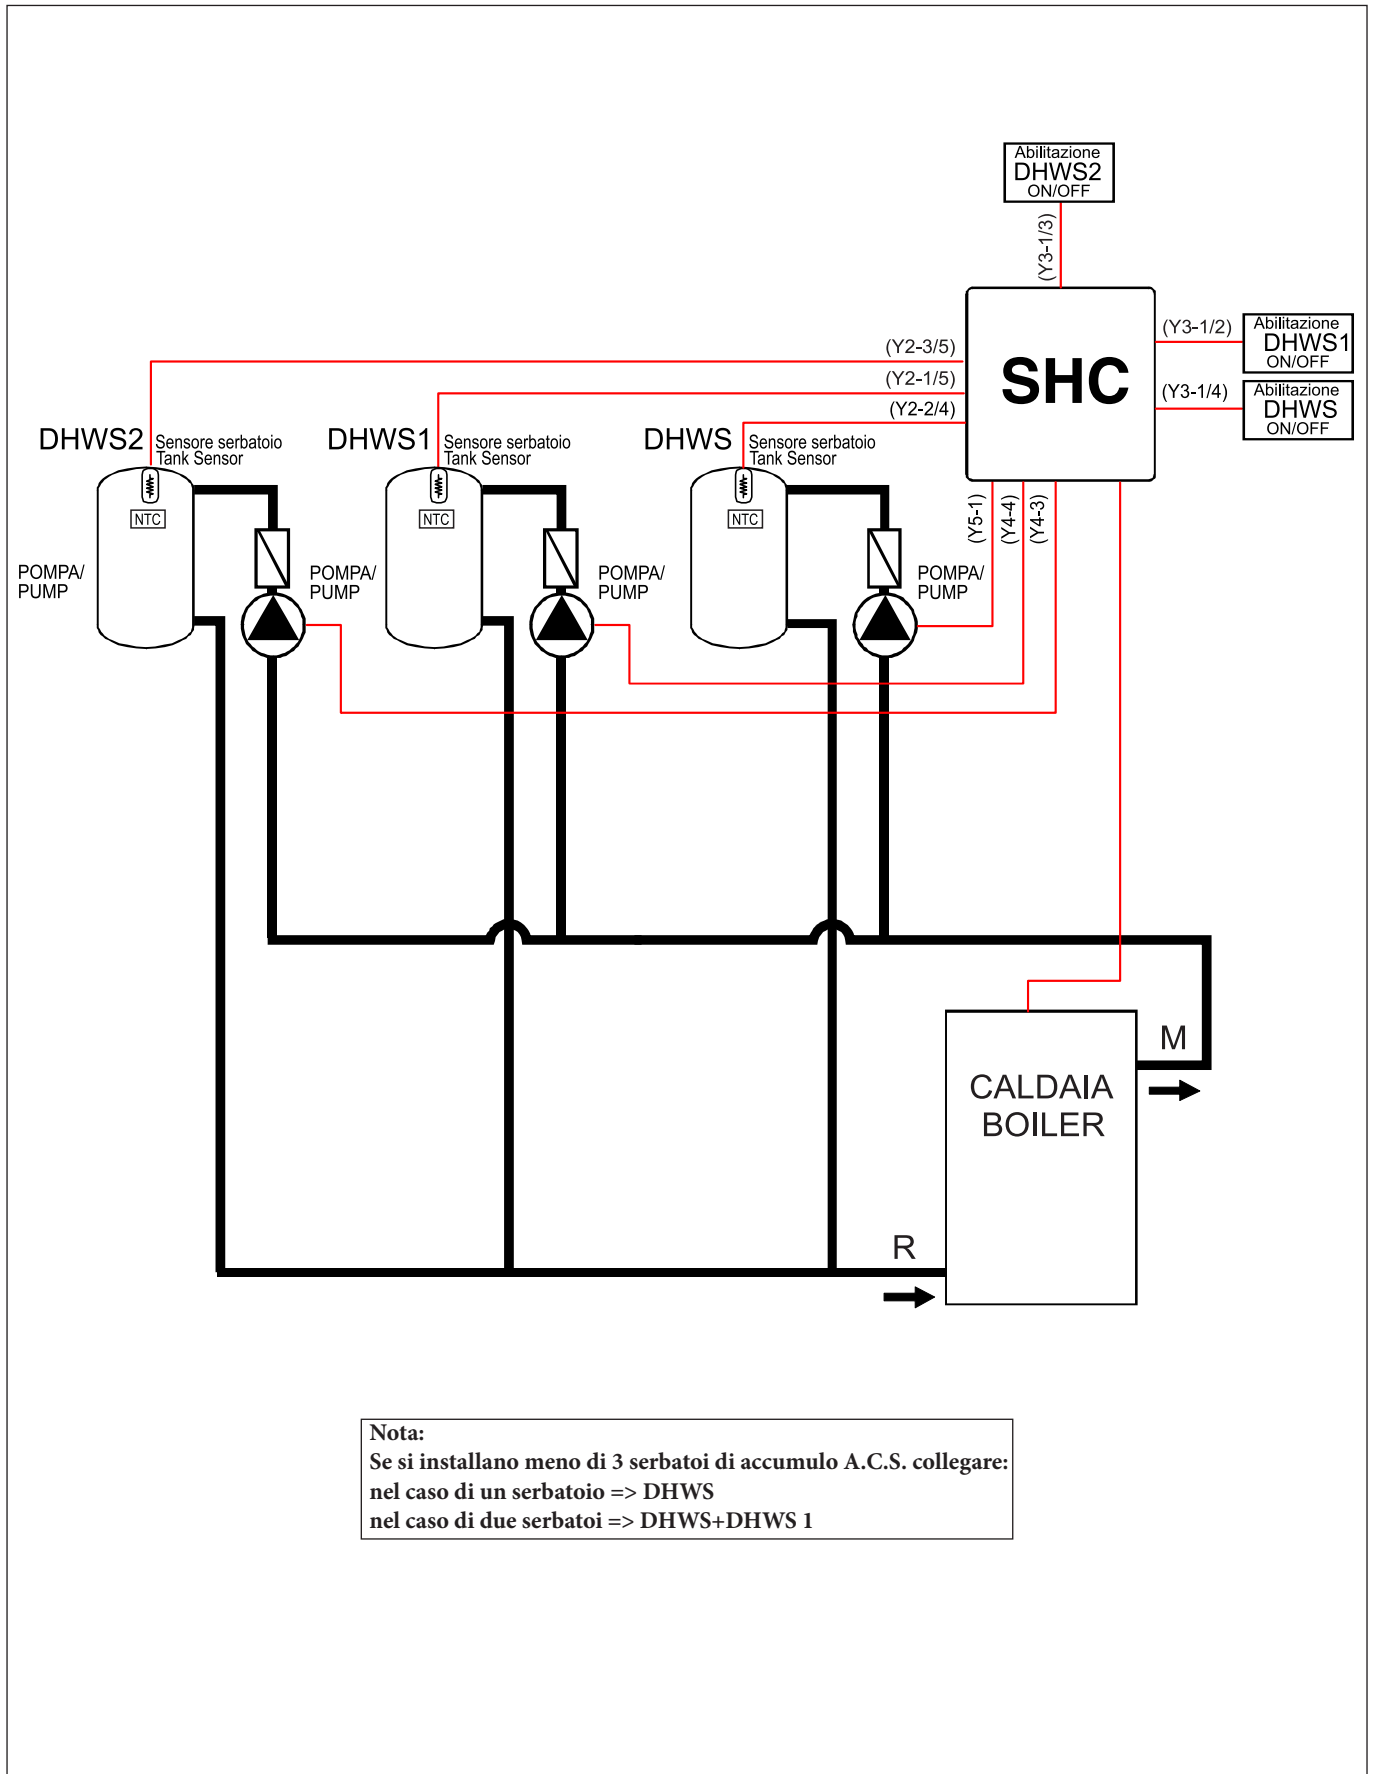 Abilitazione
DHWS2
ON/OFF
(Y3-1/3)
SHC
(Y3-1/2)
Abilitazione
DHWS1
ON/OFF
(Y3-1/4)
Abilitazione
DHWS
ON/OFF
(Y2-3/5)
(Y2-1/5)
(Y2-2/4)
DHWS2
Sensore serbatoio
Tank Sensor
DHWS1
Sensore serbatoio
Tank Sensor
DHWS
Sensore serbatoio
Tank Sensor
NTC
NTC
NTC
(Y5-1)
(Y4-4)
(Y4-3)
POMPA/
PUMP
POMPA/
PUMP
POMPA/
PUMP
POMPA/
PUMP
M
CALDAIA
BOILER
R
Nota:
Se si installano meno di 3 serbatoi di accumulo A.C.S. collegare:
nel caso di un serbatoio => DHWS
nel caso di due serbatoi => DHWS+DHWS 1